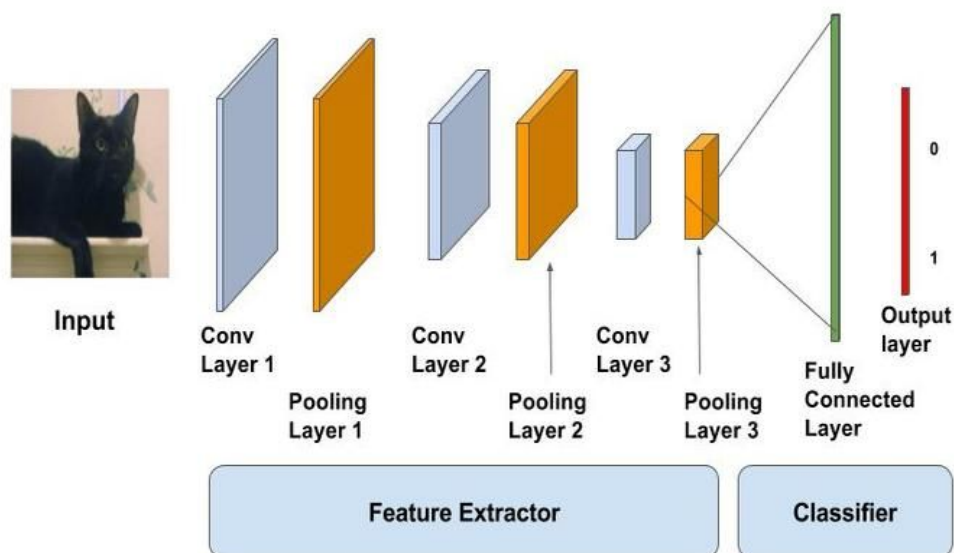 Input
Conv
Layer 1
Pooling
Layer 1
Conv
Layer 2
Pooling
Layer 2
Conv
Layer 3
Pooling
Layer 3
Fully
Connected
Layer
0
1
Output
layer
Feature Extractor
Classifier